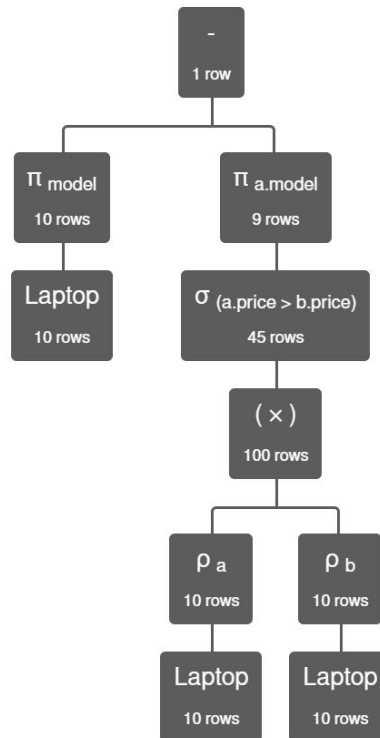 -
1 row
π model
10 rows
π a.model
9 rows
Laptop
10 rows
σ (a.price > b.price)
45 rows
( × )
100 rows
ρ a
10 rows
ρ b
10 rows
Laptop
10 rows
Laptop
10 rows